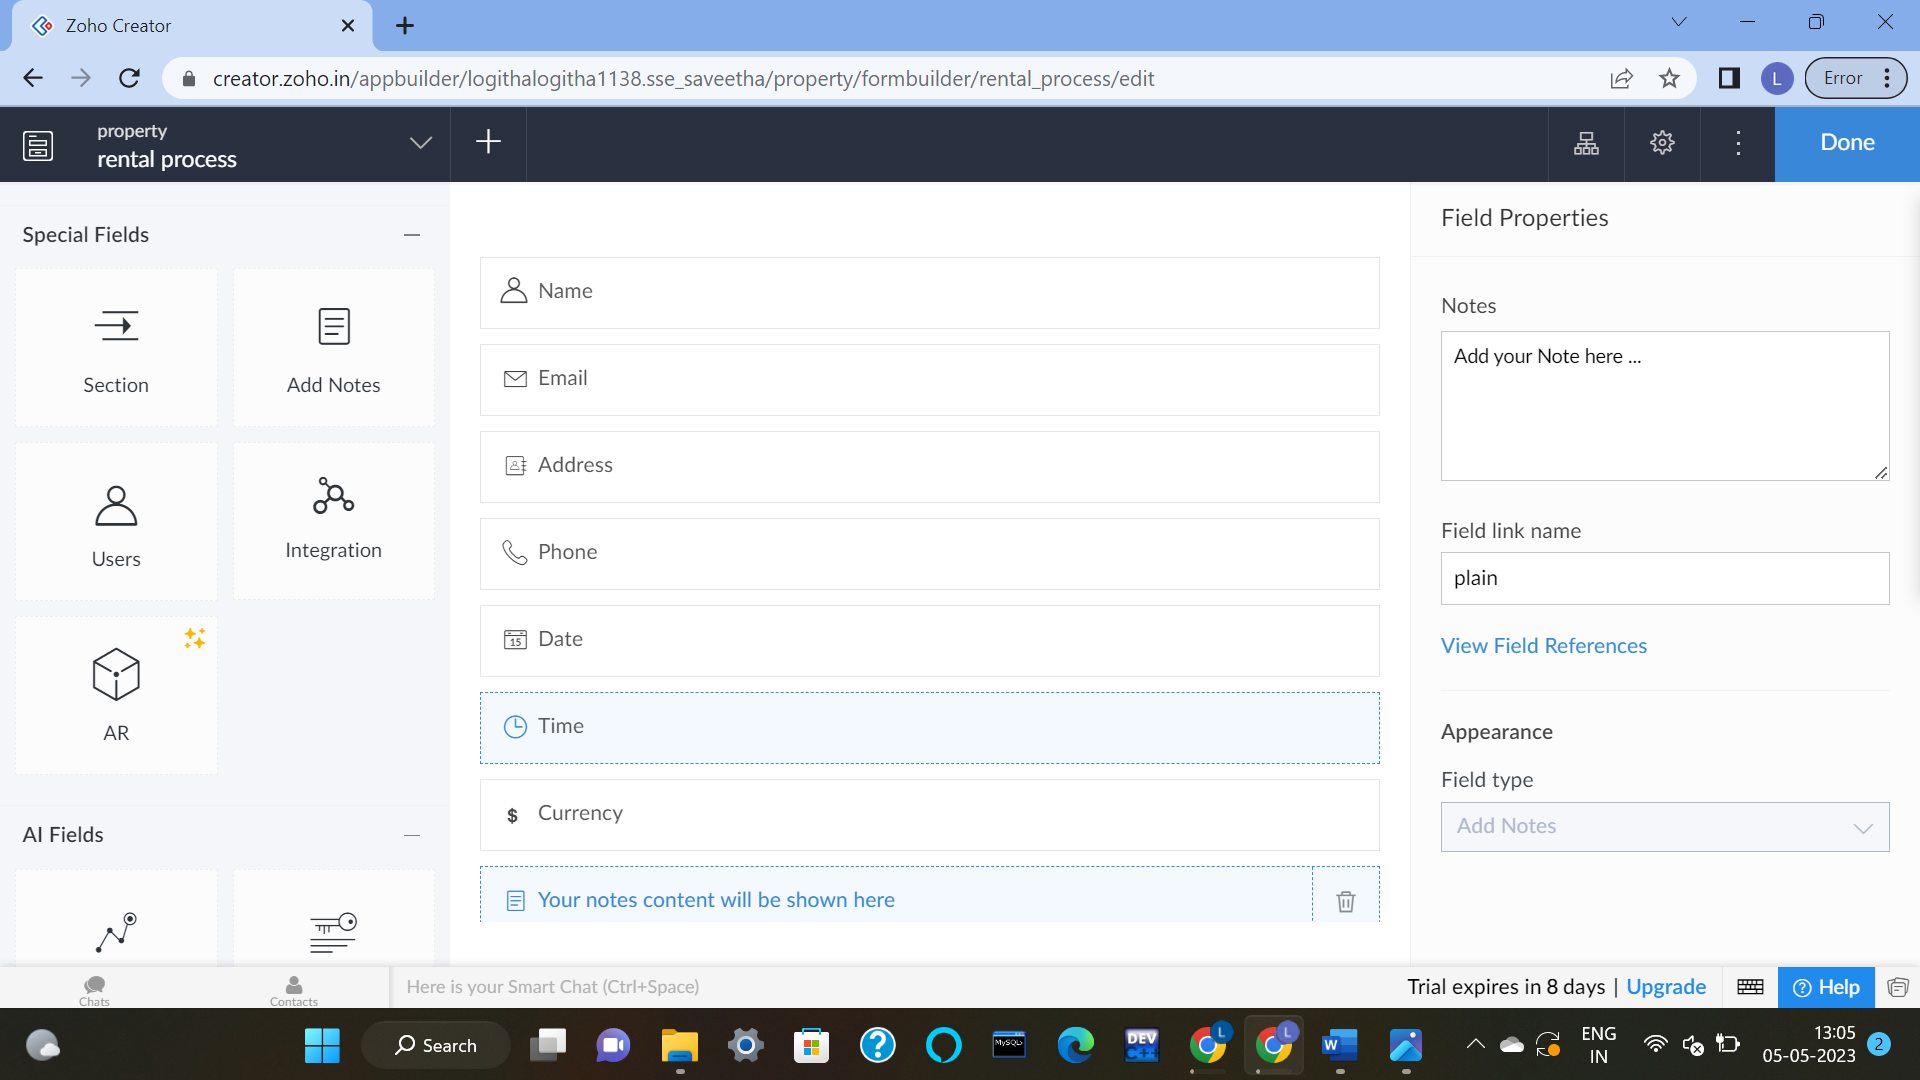 Zoho Creator
creator.zoho.in/appbuilder/logithalogitha1138.sse_saveetha/property/formbuilder/rental_process/edit
L
Error
property
rental process
Done
Special Fields
Section
Add Notes
Users
Integration
AR
AI Fields
Name
Email
Address
Phone
15
Date
Time
$ Currency
Your notes content will be shown here
Field Properties
Notes
Add your Note here ...
Field link name
plain
View Field References
Appearance
Field type
Add Notes
Chats
Contacts
Here is your Smart Chat (Ctrl+Space)
Trial expires in 8 days | Upgrade
? Help
Search
?
MySQL
DEV
C++
L
L
W
ENG
IN
13:05
05-05-2023
2